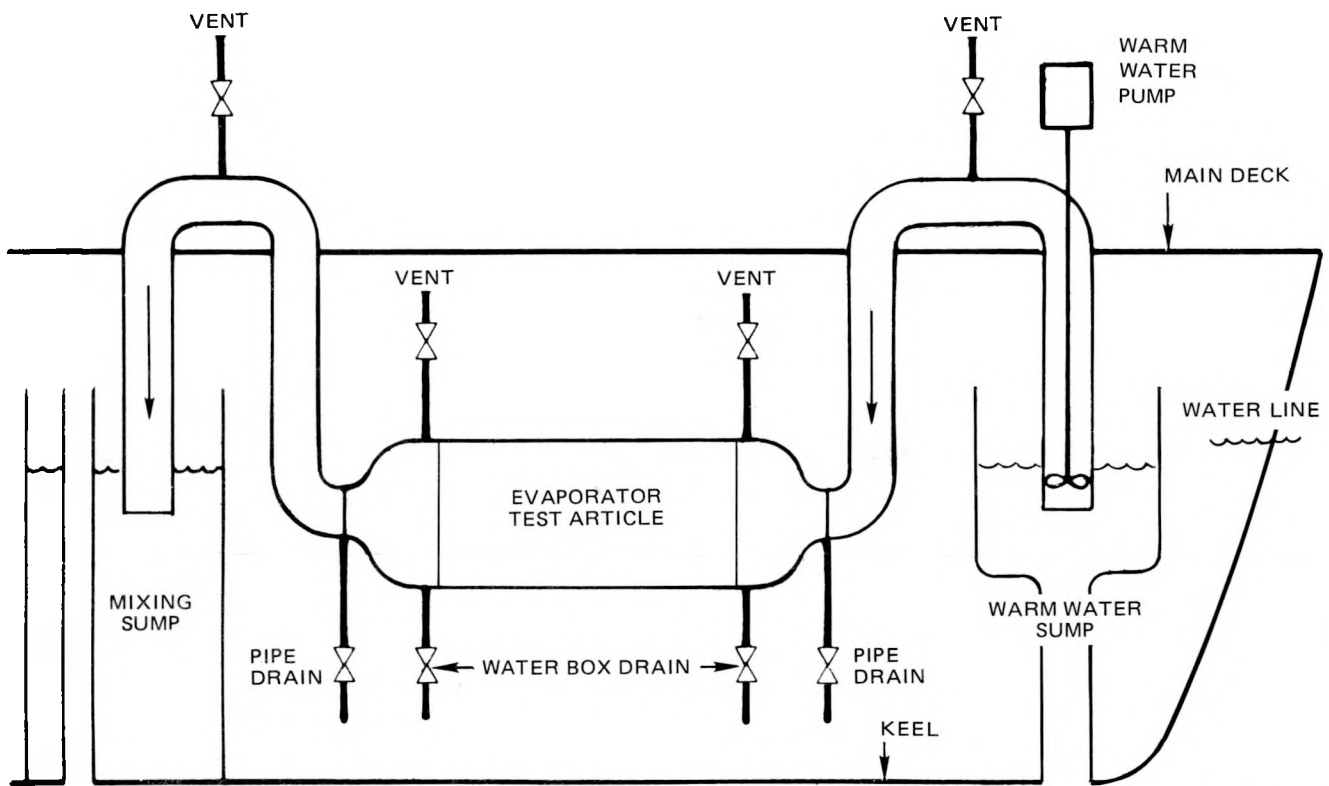 VENT
VENT
WARM
WATER
PUMP
MAIN DECK
VENT
VENT
WATER LINE
EVAPORATOR
TEST ARTICLE
MIXING
SUMP
WARM WATER
SUMP
PIPE
DRAIN
WATER BOX DRAIN
PIPE
DRAIN
KEEL